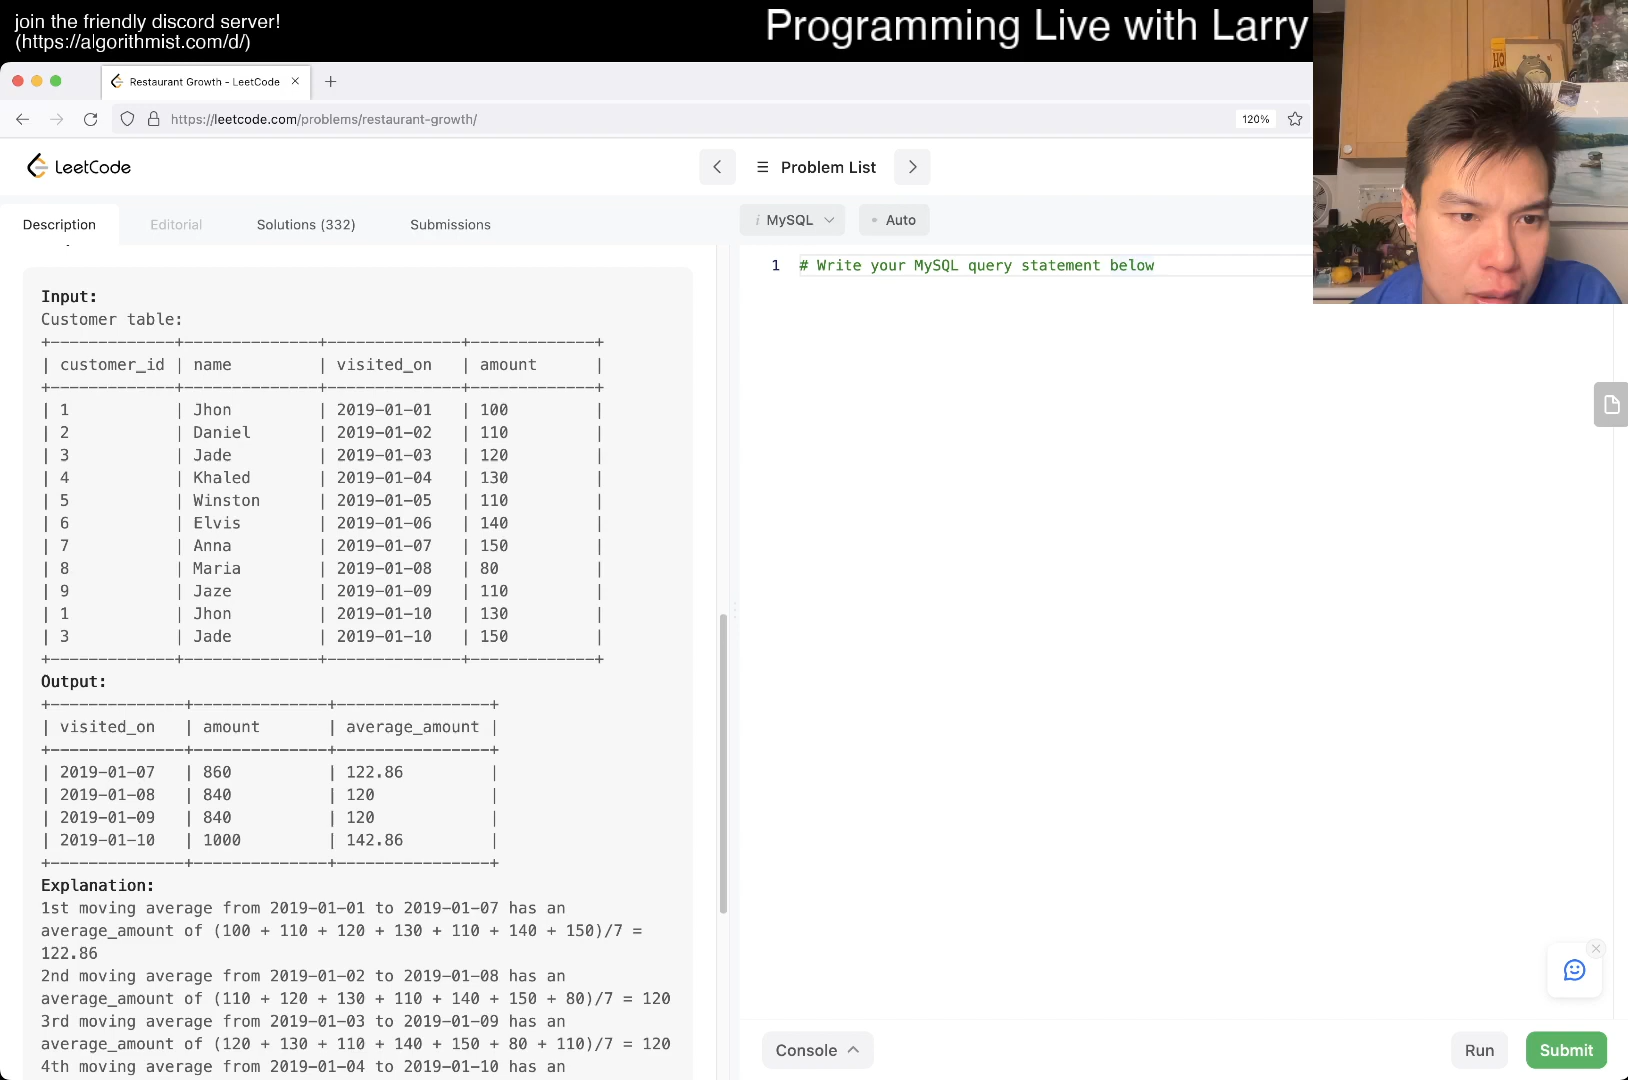 join the friendly discord server!
(https://algorithmist.com/d/)
Programming Live with Larry
Restaurant Growth - LeetCode
https://leetcode.com/problems/restaurant-growth/
120%
LeetCode
Problem List
Description
Editorial
Solutions (332)
Submissions
i MySQL
Auto
1 # Write your MySQL query statement below
Input:
Customer table:
+-------------+--------------+--------------+-------------+
| customer_id | name         | visited_on   | amount      |
+-------------+--------------+--------------+-------------+
| 1           | Jhon         | 2019-01-01   | 100         |
| 2           | Daniel       | 2019-01-02   | 110         |
| 3           | Jade         | 2019-01-03   | 120         |
| 4           | Khaled       | 2019-01-04   | 130         |
| 5           | Winston      | 2019-01-05   | 110         |
| 6           | Elvis        | 2019-01-06   | 140         |
| 7           | Anna         | 2019-01-07   | 150         |
| 8           | Maria        | 2019-01-08   | 80          |
| 9           | Jaze         | 2019-01-09   | 110         |
| 1           | Jhon         | 2019-01-10   | 130         |
| 3           | Jade         | 2019-01-10   | 150         |
+-------------+--------------+--------------+-------------+
Output:
+--------------+--------------+----------------+
| visited_on   | amount       | average_amount |
+--------------+--------------+----------------+
| 2019-01-07   | 860          | 122.86         |
| 2019-01-08   | 840          | 120            |
| 2019-01-09   | 840          | 120            |
| 2019-01-10   | 1000         | 142.86         |
+--------------+--------------+----------------+
Explanation:
1st moving average from 2019-01-01 to 2019-01-07 has an
average_amount of (100 + 110 + 120 + 130 + 110 + 140 + 150)/7 =
122.86
2nd moving average from 2019-01-02 to 2019-01-08 has an
average_amount of (110 + 120 + 130 + 110 + 140 + 150 + 80)/7 = 120
3rd moving average from 2019-01-03 to 2019-01-09 has an
average_amount of (120 + 130 + 110 + 140 + 150 + 80 + 110)/7 = 120
4th moving average from 2019-01-04 to 2019-01-10 has an
Console
Run
Submit